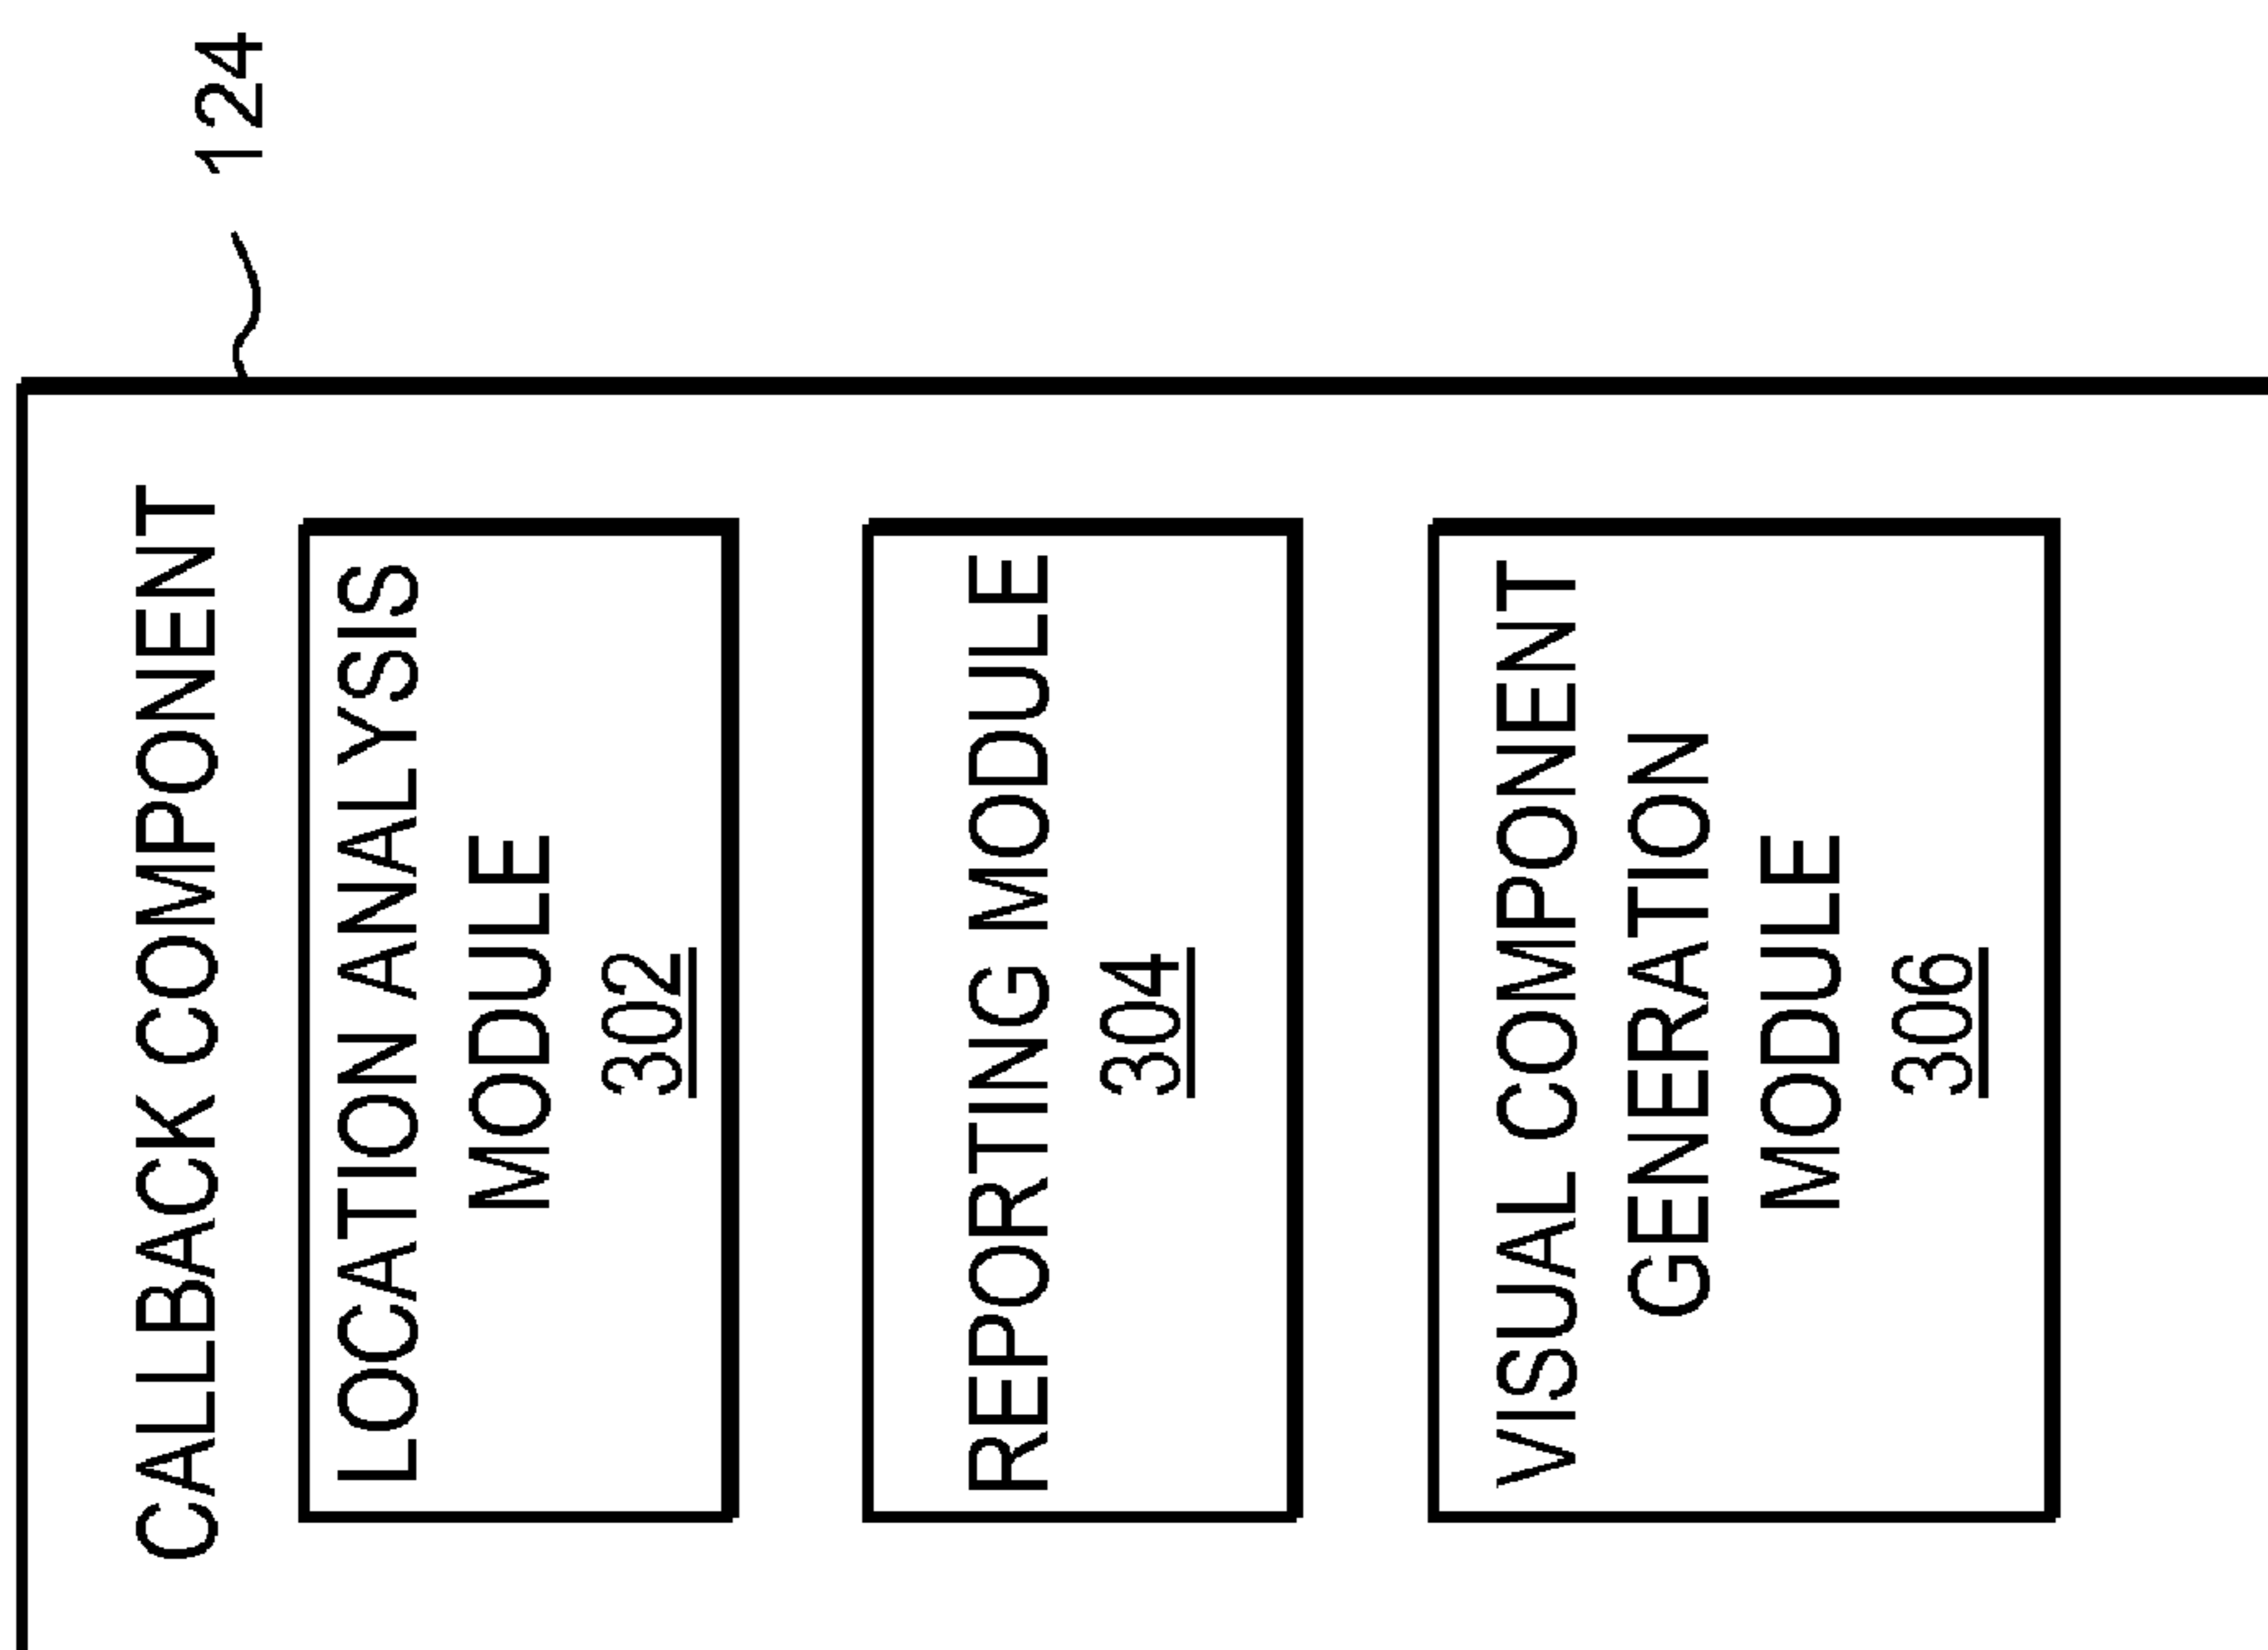 124
CALLBACK COMPONENT
LOCATION ANALYSIS
MODULE
302
REPORTING MODULE
304
VISUAL COMPONENT
GENERATION
MODULE
306